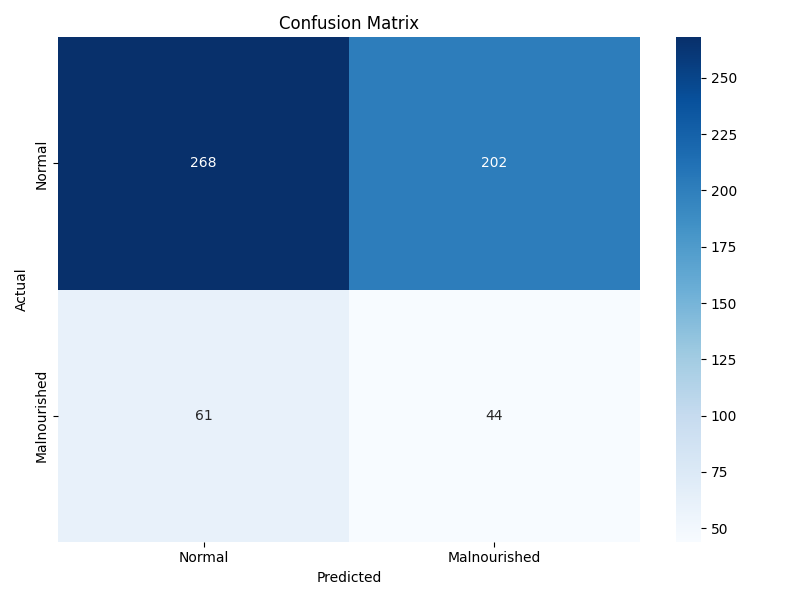 Confusion Matrix
Normal
268
202
Actual
Malnourished
61
44
Normal
Malnourished
Predicted
250
225
200
175
150
125
100
75
50